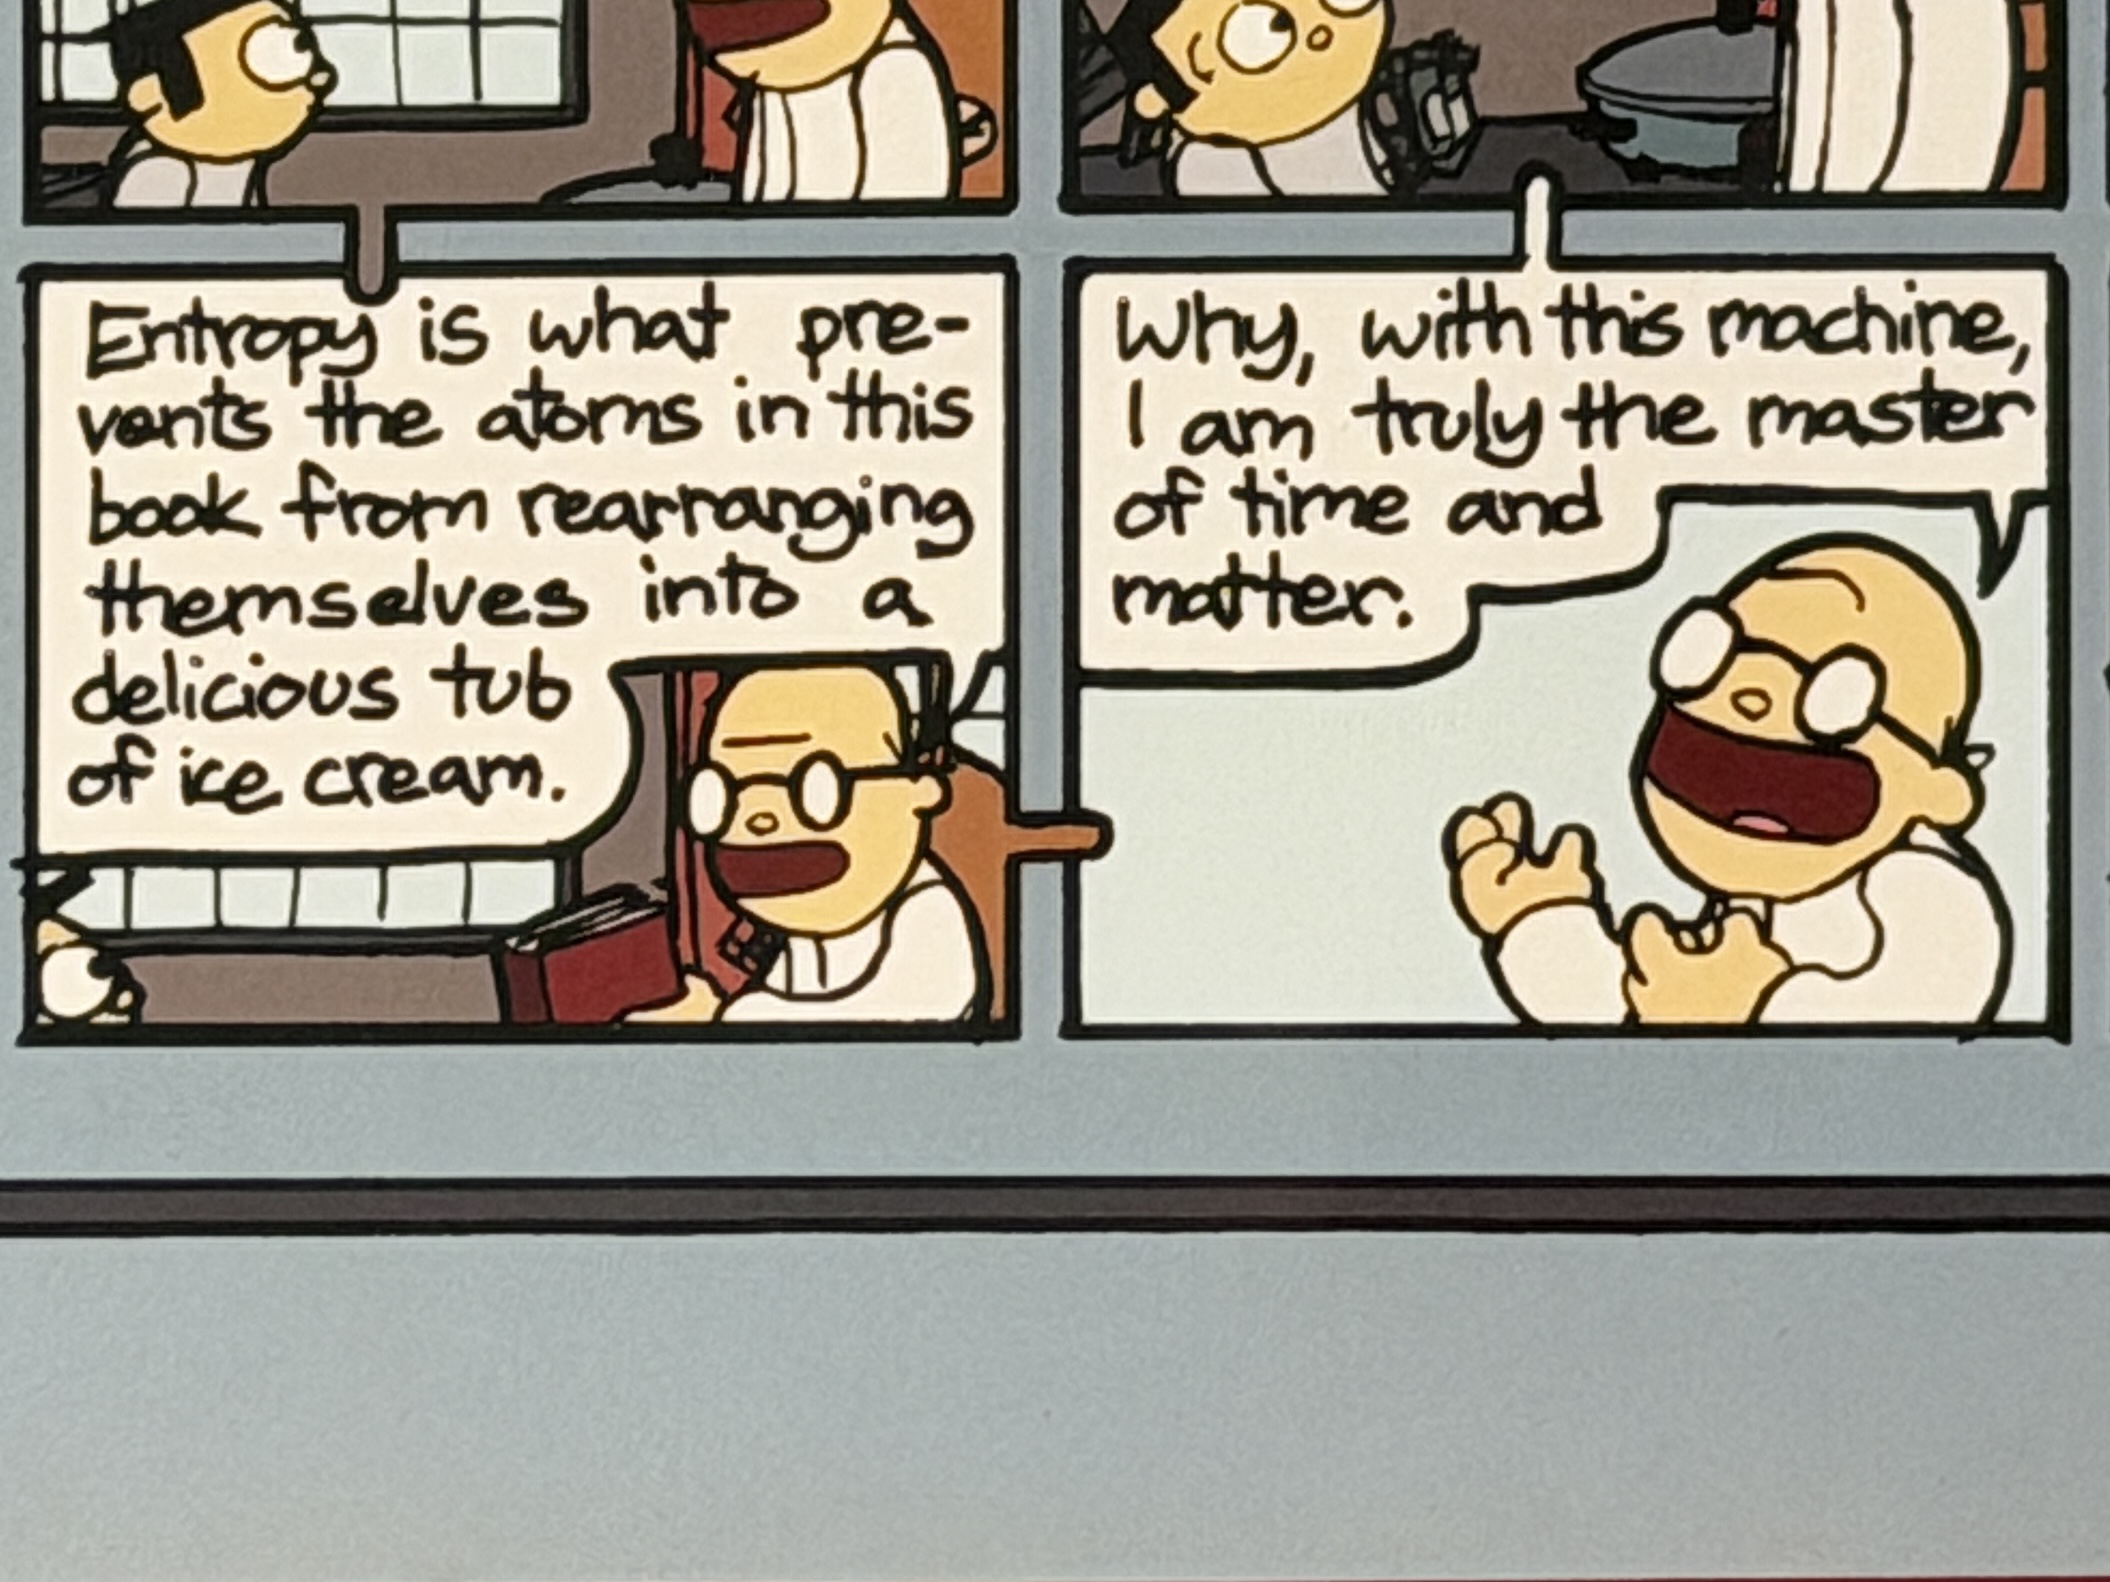 Entropy is what pre-
vents the atoms in this
book from rearranging
themselves into a
delicious tub
of ice cream.
Why, with this machine,
I am truly the master
of time and
matter.